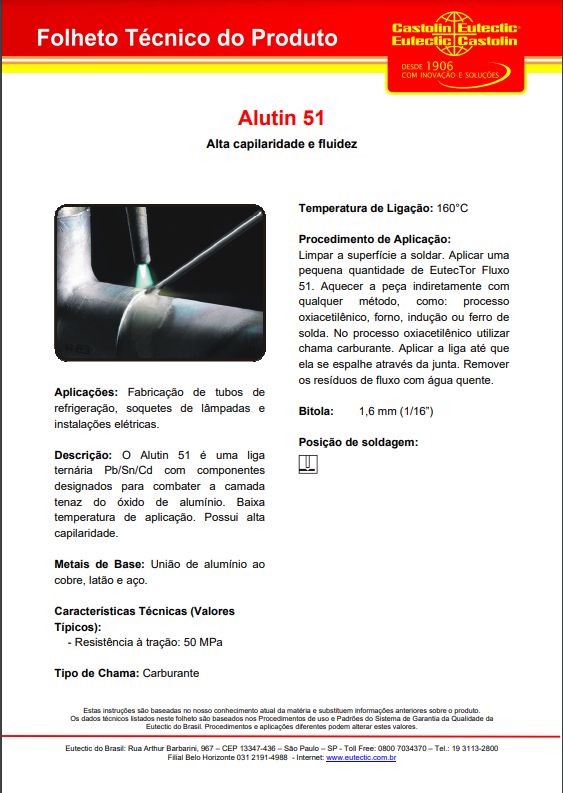 Folheto Técnico do Produto
Castolin Eutectic
Eutectic Castolin
DESDE 1906
COM INOVAÇÃO E SOLUÇÕES
Alutin 51
Alta capilaridade e fluidez
Aplicações: Fabricação de tubos de
refrigeração, soquetes de lâmpadas e
instalações elétricas.
Descrição: O Alutin 51 é uma liga
ternária Pb/Sn/Cd com componentes
designados para combater a camada
tenaz do óxido de alumínio. Baixa
temperatura de aplicação. Possui alta
capilaridade.
Metais de Base: União de alumínio ao
cobre, latão e aço.
Características Técnicas (Valores
Típicos):
- Resistência à tração: 50 MPa
Tipo de Chama: Carburante
Temperatura de Ligação: 160°C
Procedimento de Aplicação:
Limpar a superfície a soldar. Aplicar uma
pequena quantidade de EutecTor Fluxo
51. Aquecer a peça indiretamente com
qualquer método, como: processo
oxiacetilênico, forno, indução ou ferro de
solda. No processo oxiacetilênico utilizar
chama carburante. Aplicar a liga até que
ela se espalhe através da junta. Remover
os resíduos de fluxo com água quente.
Bitola: 1,6 mm (1/16”)
Posição de soldagem:
Estas instruções são baseadas no nosso conhecimento atual da matéria e substituem informações anteriores sobre o produto.
Os dados técnicos listados neste folheto são baseados nos Procedimentos de uso e Padrões do Sistema de Garantia da Qualidade da
Eutectic do Brasil. Procedimentos e aplicações diferentes podem alterar estes valores.
Eutectic do Brasil: Rua Arthur Barbarini, 967 – CEP 13347-436 – São Paulo – SP - Toll Free: 0800 7034370 – Tel.: 19 3113-2800
Filial Belo Horizonte 031 2191-4988 - Internet: www.eutectic.com.br